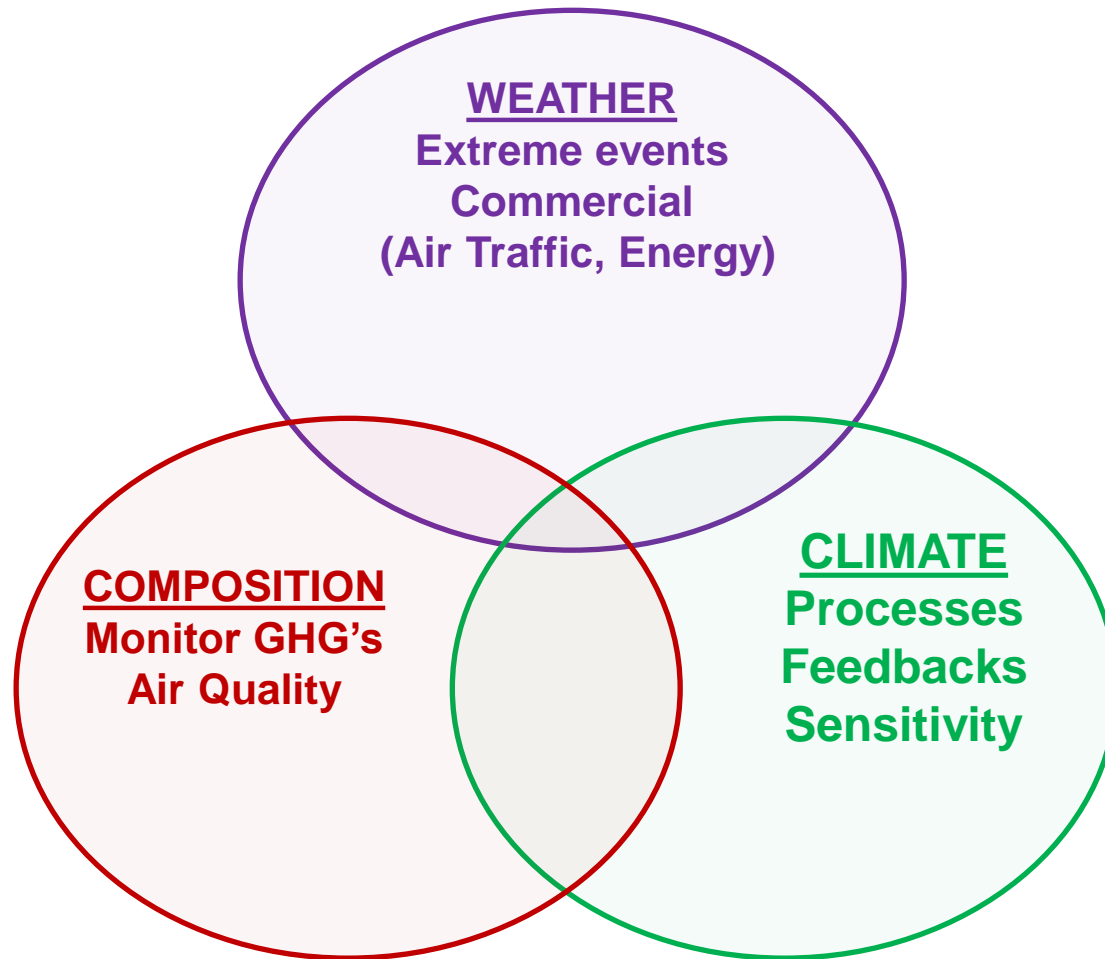 WEATHER
Extreme events
Commercial
(Air Traffic, Energy)
COMPOSITION
Monitor GHG’s
Air Quality
CLIMATE
Processes
Feedbacks
Sensitivity